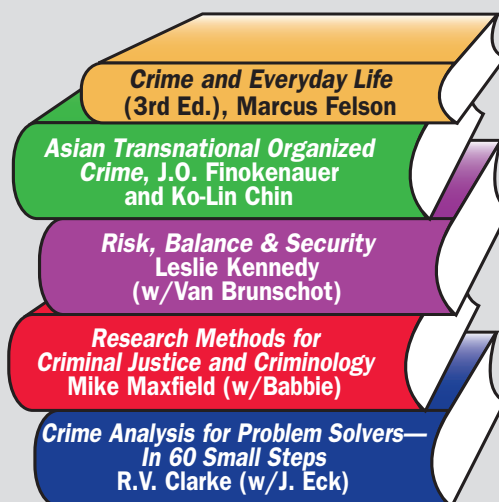 Crime and Everyday Life
(3rd Ed.), Marcus Felson
Asian Transnational Organized
Crime, J.O. Finokenauer
and Ko-Lin Chin
Risk, Balance & Security
Leslie Kennedy
(w/Van Brunschot)
Research Methods for
Criminal Justice and Criminology
Mike Maxfield (w/Babbie)
Crime Analysis for Problem Solvers—
In 60 Small Steps
R.V. Clarke (w/J. Eck)